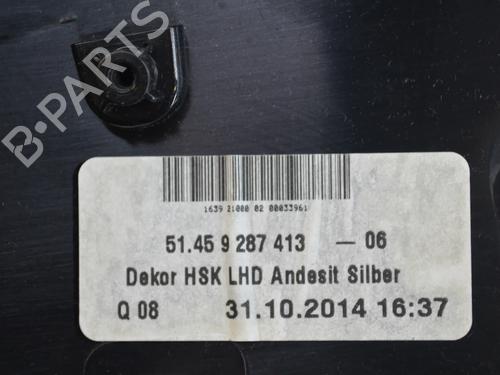 B-PARTS
1639 21000 02 00033961
51.45 9 287 413 — 06
Dekor HSK LHD Andesit Silber
Q 08 31.10.2014 16:37